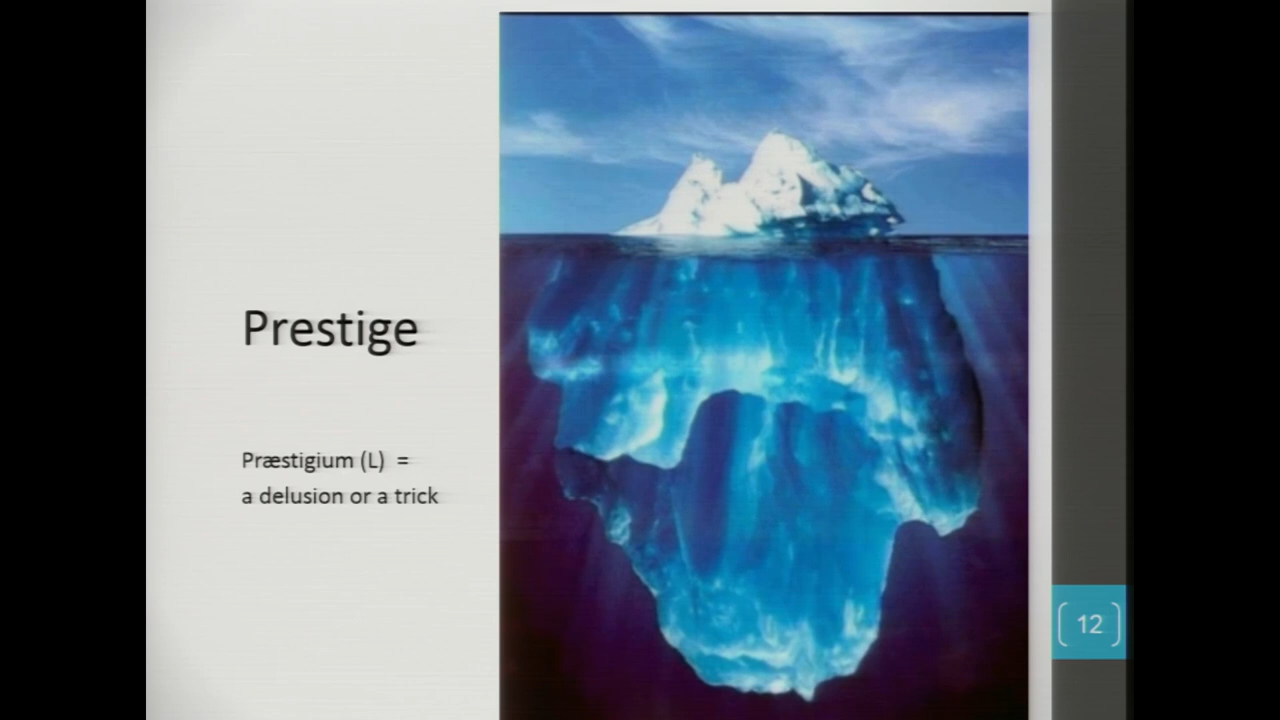 Prestige
Præstigium (L) =
a delusion or a trick
12